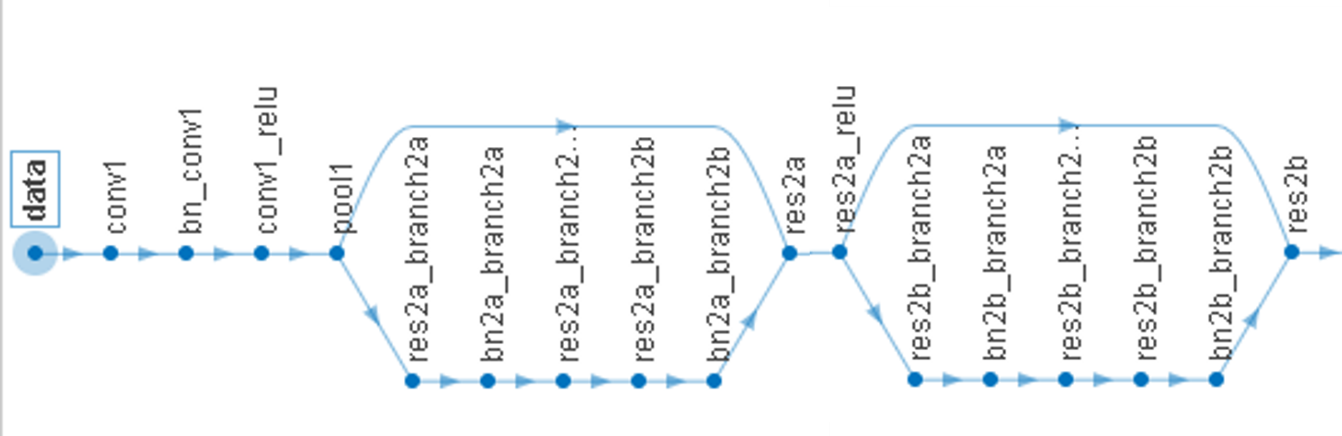 data
conv1
bn_conv1
conv1_relu
pool1
res2a_branch2a
bn2a_branch2a
res2a_branch2...
res2a_branch2b
bn2a_branch2b
res2a
res2a_relu
res2b_branch2a
bn2b_branch2a
res2b_branch2...
res2b_branch2b
bn2b_branch2b
res2b